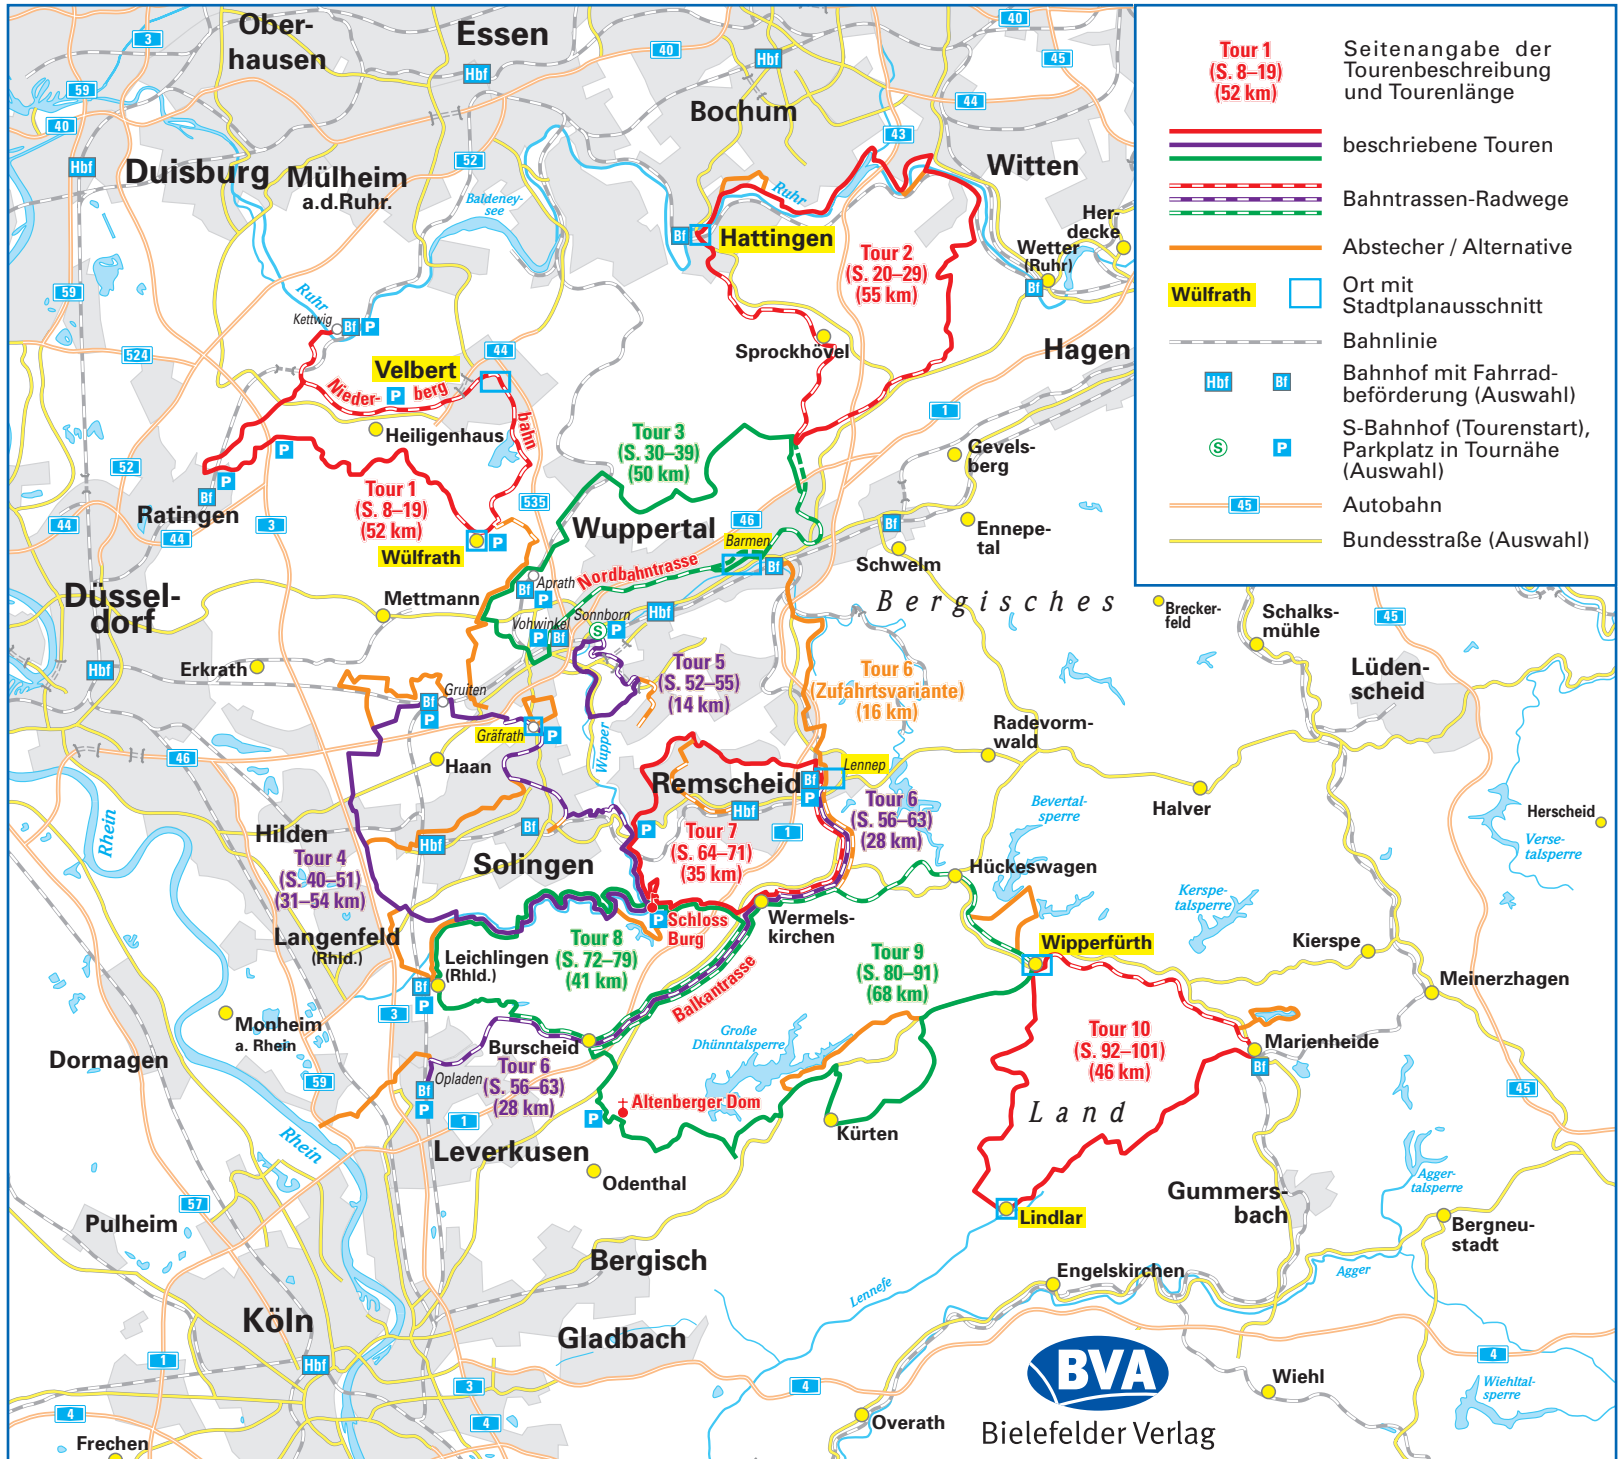 Ober-
hausen
Essen
Bochum
Duisburg
Mülheim
a.d.Ruhr.
Baldeney-
see
Witten
Her-
decke
Wetter
(Ruhr)
Ruhr
Hattingen
Tour 2
(S. 20–29)
(55 km)
Ruhr
Kettwig
Sprockhövel
Hagen
Velbert
Nieder-
berg
bahn
Heiligenhaus
Tour 3
(S. 30–39)
(50 km)
Gevels-
berg
Tour 1
(S. 8–19)
(52 km)
Ratingen
Wuppertal
Ennepe-
tal
Wülfrath
Barmen
Schwelm
Nordbahntrasse
Aprath
Düssel-
dorf
Mettmann
Vohwinkel
Sonnborn
Bergisches
Brecker-
feld
Schalks-
mühle
Erkrath
Gruiten
Tour 5
(S. 52–55)
(14 km)
Tour 6
(Zufahrtsvariante)
(16 km)
Lüden-
scheid
Gräfrath
Wupper
Radevorm-
wald
Haan
Remscheid
Lennep
Halver
Herscheid
Rhein
Hilden
Tour 4
(S. 40–51)
(31–54 km)
Solingen
Tour 7
(S. 64–71)
(35 km)
Tour 6
(S. 56–63)
(28 km)
Bevertal-
sperre
Verse-
talsperre
Hückeswagen
Kerspe-
talsperre
Langenfeld
(Rhld.)
Leichlingen
(Rhld.)
Tour 8
(S. 72–79)
(41 km)
Schloss
Burg
Wermels-
kirchen
Tour 9
(S. 80–91)
(68 km)
Wipperfürth
Kierspe
Meinerzhagen
Balkantrasse
Monheim
a. Rhein
Dormagen
Burscheid
Große
Dhünntalsperre
Tour 10
(S. 92–101)
(46 km)
Marienheide
Opladen
Tour 6
(S. 56–63)
(28 km)
Altenberger Dom
Kürten
Land
Rhein
Leverkusen
Odenthal
Agger-
talsperre
Gummers-
bach
Lindlar
Pulheim
Bergneu-
stadt
Bergisch
Gladbach
Engelskirchen
Agger
Lennefe
Köln
Wiehl
Wiehltal-
sperre
Overath
Frechen
BVA
Bielefelder Verlag
Tour 1
(S. 8–19)
(52 km)
Seitenangabe der
Tourenbeschreibung
und Tourenlänge
beschriebene Touren
Bahntrassen-Radwege
Abstecher / Alternative
Wülfrath
Ort mit
Stadtplanausschnitt
Bahnlinie
Hbf
Bf
Bahnhof mit Fahrrad-
beförderung (Auswahl)
S
P
S-Bahnhof (Tourenstart),
Parkplatz in Tournähe
(Auswahl)
45
Autobahn
Bundesstraße (Auswahl)